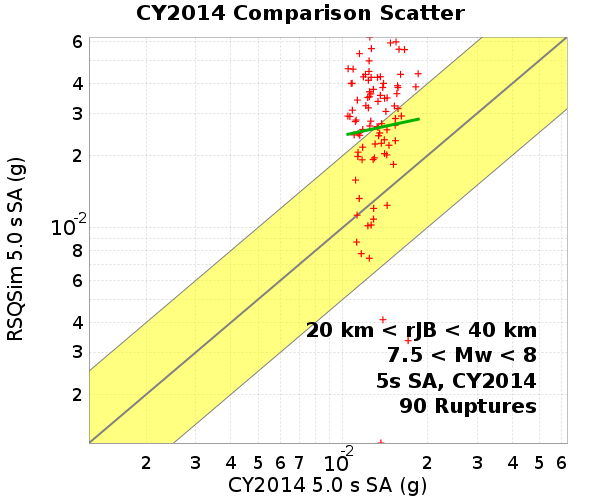 CY2014 Comparison Scatter
RSQSim 5.0 s SA (g)
6
4
3
2
10-2
8
6
4
3
2
20 km < rJB < 40 km
7.5 < Mw < 8
5s SA, CY2014
90 Ruptures
2 3 4 5 6 7 10-2 2 3 4 5 6
CY2014 5.0 s SA (g)